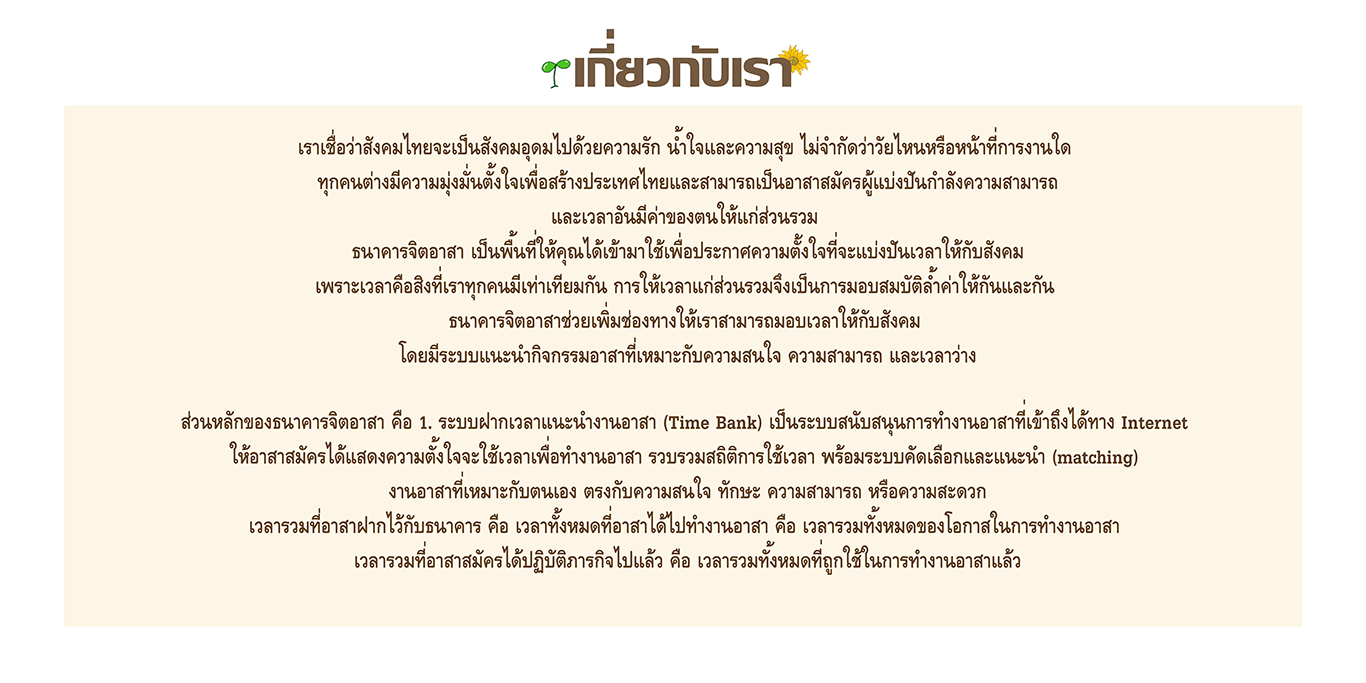 เกี่ยวกับเรา
เราเชื่อว่าสังคมไทยจะเป็นสังคมอุดมไปด้วยความรัก น้ำใจและความสุข ไม่จำกัดว่าวัยไหนหรือหน้าที่การงานใด
ทุกคนต่างมีความมุ่งมั่นตั้งใจเพื่อสร้างประเทศไทยและสามารถเป็นอาสาสมัครผู้แบ่งปันกำลังความสามารถ
และเวลาอันมีค่าของตนให้แก่ส่วนรวม
ธนาคารจิตอาสา เป็นพื้นที่ให้คุณได้เข้ามาใช้เพื่อประกาศความตั้งใจที่จะแบ่งปันเวลาให้กับสังคม
เพราะเวลาคือสิ่งที่เราทุกคนมีเท่าเทียมกัน การให้เวลาแก่ส่วนรวมจึงเป็นการมอบสมบัติล้ำค่าให้กันและกัน
ธนาคารจิตอาสาช่วยเพิ่มช่องทางให้เราสามารถมอบเวลาให้กับสังคม
โดยมีระบบแนะนำกิจกรรมอาสาที่เหมาะกับความสนใจ ความสามารถ และเวลาว่าง
ส่วนหลักของธนาคารจิตอาสา คือ 1. ระบบฝากเวลาแนะนำงานอาสา (Time Bank) เป็นระบบสนับสนุนการทำงานอาสาที่เข้าถึงได้ทาง Internet
ให้อาสาสมัครได้แสดงความตั้งใจจะใช้เวลาเพื่อทำงานอาสา รวบรวมสถิติการใช้เวลา พร้อมระบบคัดเลือกและแนะนำ (matching)
งานอาสาที่เหมาะกับตนเอง ตรงกับความสนใจ ทักษะ ความสามารถ หรือความสะดวก
เวลารวมที่อาสาฝากไว้กับธนาคาร คือ เวลาทั้งหมดที่อาสาได้ไปทำงานอาสา คือ เวลารวมทั้งหมดของโอกาสในการทำงานอาสา
เวลารวมที่อาสาสมัครได้ปฏิบัติภารกิจไปแล้ว คือ เวลารวมทั้งหมดที่ถูกใช้ในการทำงานอาสาแล้ว